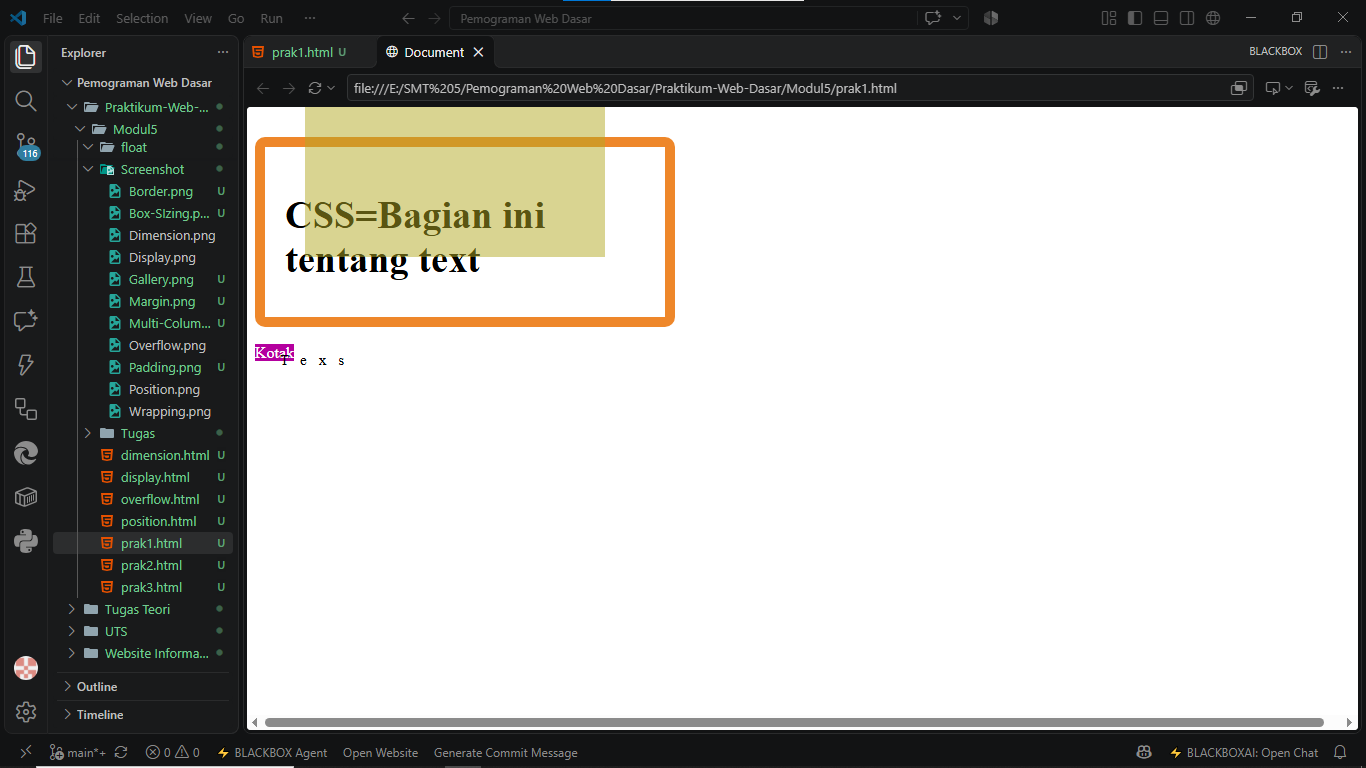 File Edit Selection View Go Run ··· Pemograman Web Dasar
Explorer ···
Pemograman Web Dasar
Praktikum-Web-...
Modul5
float
Screenshot
Border.png U
Box-SIzing.p... U
Dimension.png
Display.png
Gallery.png U
Margin.png U
Multi-Colum... U
Overflow.png
Padding.png U
Position.png
Wrapping.png
Tugas
dimension.html U
display.html U
overflow.html U
position.html U
prak1.html U
prak2.html U
prak3.html U
Tugas Teori
UTS
Website Informa...
Outline
Timeline
116
prak1.html U Document BLACKBOX ···
file:///E:/SMT%205/Pemograman%20Web%20Dasar/Praktikum-Web-Dasar/Modul5/prak1.html ···
CSS=Bagian ini
tentang text
Kotak
T e x s
main*+ 0 0 BLACKBOX Agent Open Website Generate Commit Message BLACKBOXAI: Open Chat